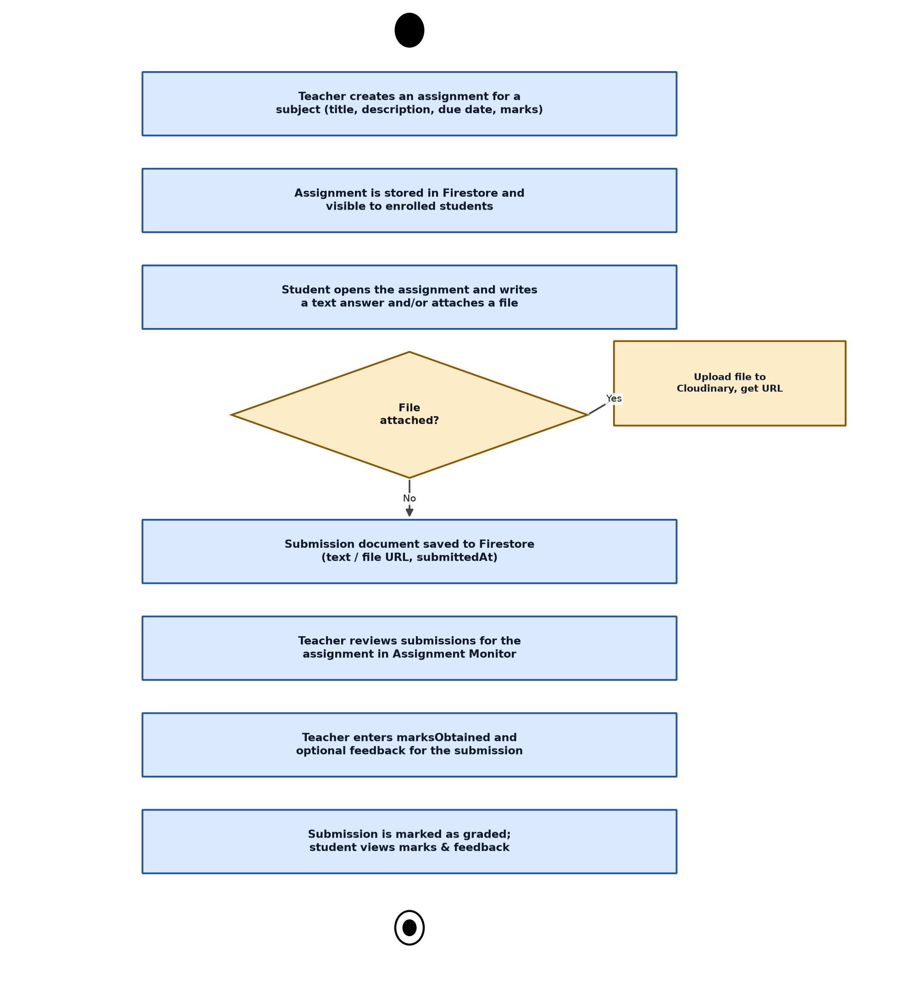 Teacher creates an assignment for a
subject (title, description, due date, marks)
Assignment is stored in Firestore and
visible to enrolled students
Student opens the assignment and writes
a text answer and/or attaches a file
Upload file to
Cloudinary, get URL
Yes
File
attached?
No
Submission document saved to Firestore
(text / file URL, submittedAt)
Teacher reviews submissions for the
assignment in Assignment Monitor
Teacher enters marksObtained and
optional feedback for the submission
Submission is marked as graded;
student views marks & feedback